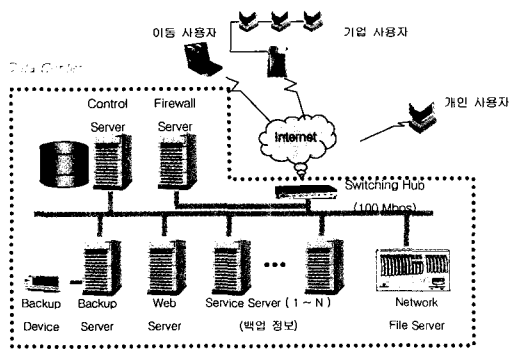 이동 사용자
기업 사용자
Data Center
Control Server
Firewall Server
개인 사용자
Internet
Switching Hub
(100 Mbps)
Backup Device
Backup Server
Web Server
Service Server ( 1 ~ N )
(백업 정보)
Network File Server